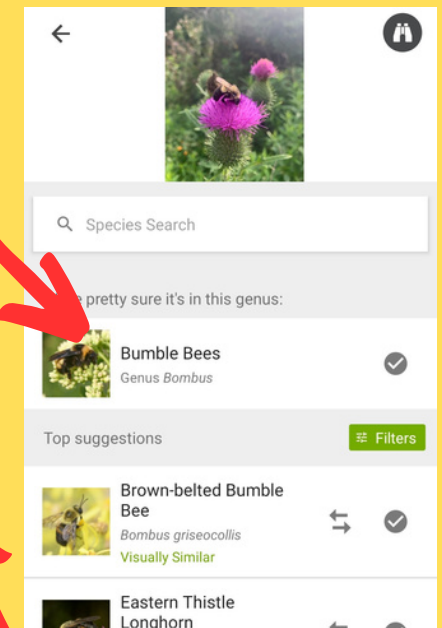 Species Search
pretty sure it's in this genus:
Bumble Bees
Genus Bombus
Top suggestions
Filters
Brown-belted Bumble
Bee
Bombus griseocollis
Visually Similar
Eastern Thistle
Longhorn